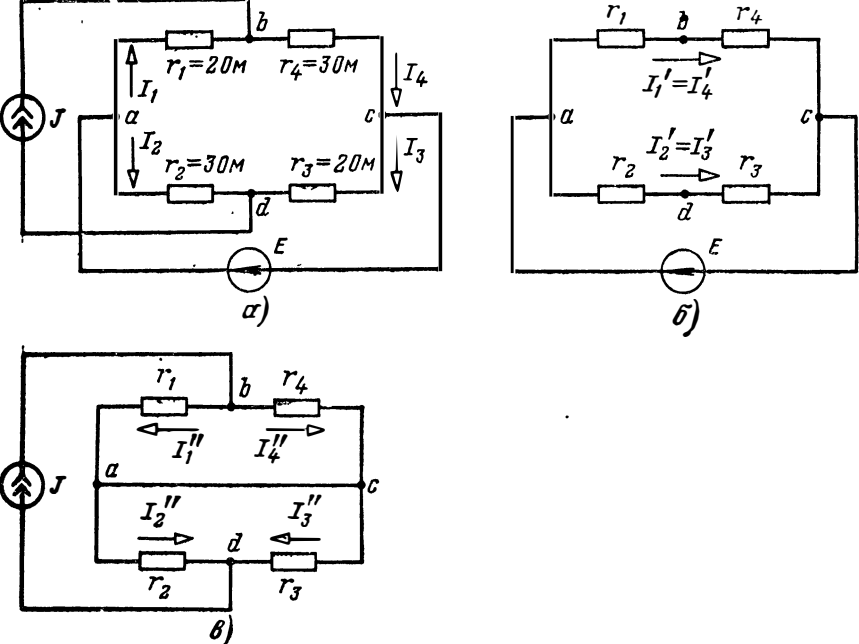 b
r₁=2Ом
r₄=3Ом
I₁
I₄
J
a
c
I₂
I₃
r₂=3Ом
r₃=2Ом
d
E
а)
r₁
b
r₄
I₁′=I₄′
a
c
I₂′=I₃′
r₂
r₃
d
E
б)
r₁
b
r₄
I₁″
I₄″
a
J
c
I₂″
I₃″
d
r₂
r₃
в)